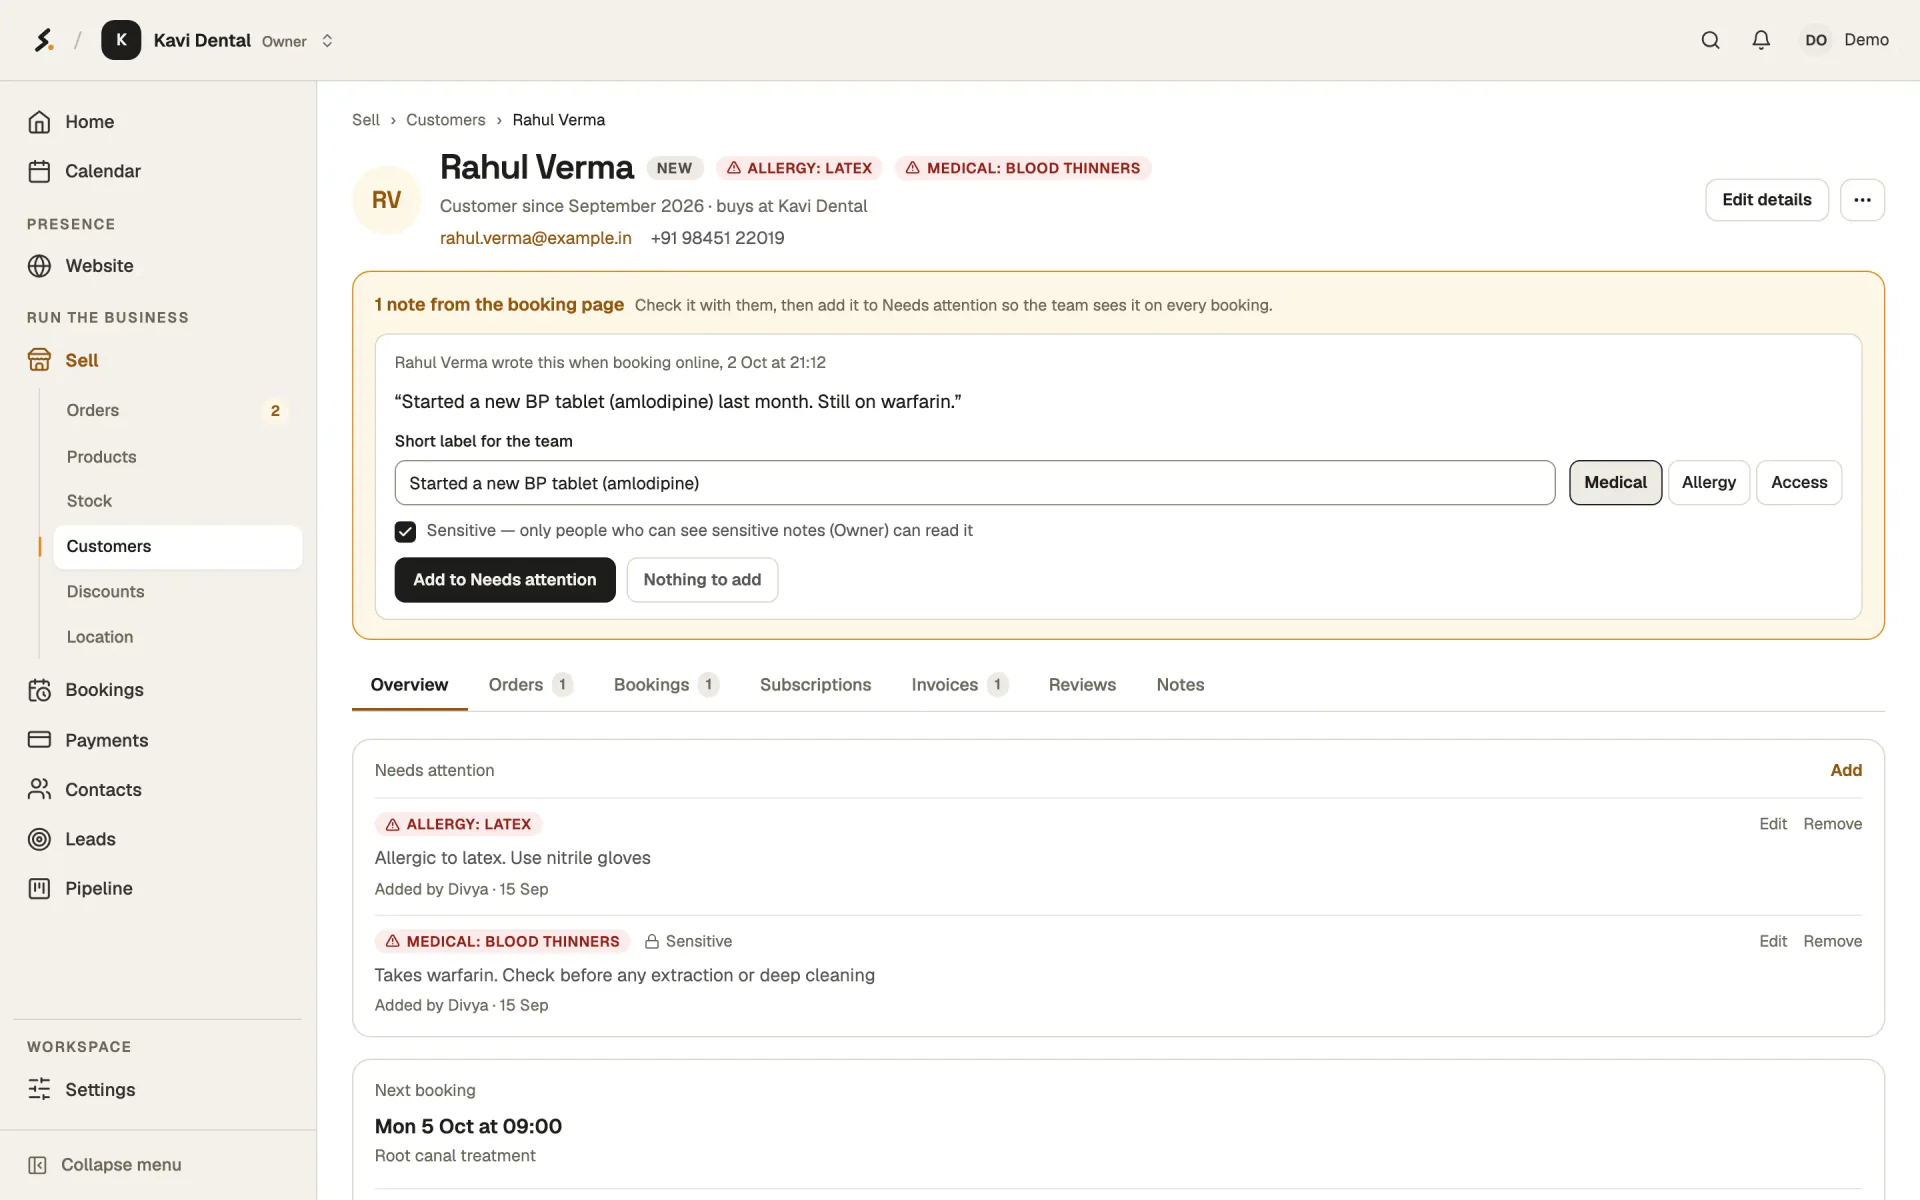 K Kavi Dental Owner
DO Demo
Home
Calendar
PRESENCE
Website
RUN THE BUSINESS
Sell
Orders 2
Products
Stock
Customers
Discounts
Location
Bookings
Payments
Contacts
Leads
Pipeline
WORKSPACE
Settings
Collapse menu
Sell › Customers › Rahul Verma
RV
Rahul Verma NEW ALLERGY: LATEX MEDICAL: BLOOD THINNERS
Customer since September 2026 · buys at Kavi Dental
rahul.verma@example.in +91 98451 22019
Edit details
1 note from the booking page Check it with them, then add it to Needs attention so the team sees it on every booking.
Rahul Verma wrote this when booking online, 2 Oct at 21:12
“Started a new BP tablet (amlodipine) last month. Still on warfarin.”
Short label for the team
Started a new BP tablet (amlodipine) Medical Allergy Access
Sensitive — only people who can see sensitive notes (Owner) can read it
Add to Needs attention Nothing to add
Overview Orders 1 Bookings 1 Subscriptions Invoices 1 Reviews Notes
Needs attention Add
ALLERGY: LATEX Edit Remove
Allergic to latex. Use nitrile gloves
Added by Divya · 15 Sep
MEDICAL: BLOOD THINNERS Sensitive Edit Remove
Takes warfarin. Check before any extraction or deep cleaning
Added by Divya · 15 Sep
Next booking
Mon 5 Oct at 09:00
Root canal treatment